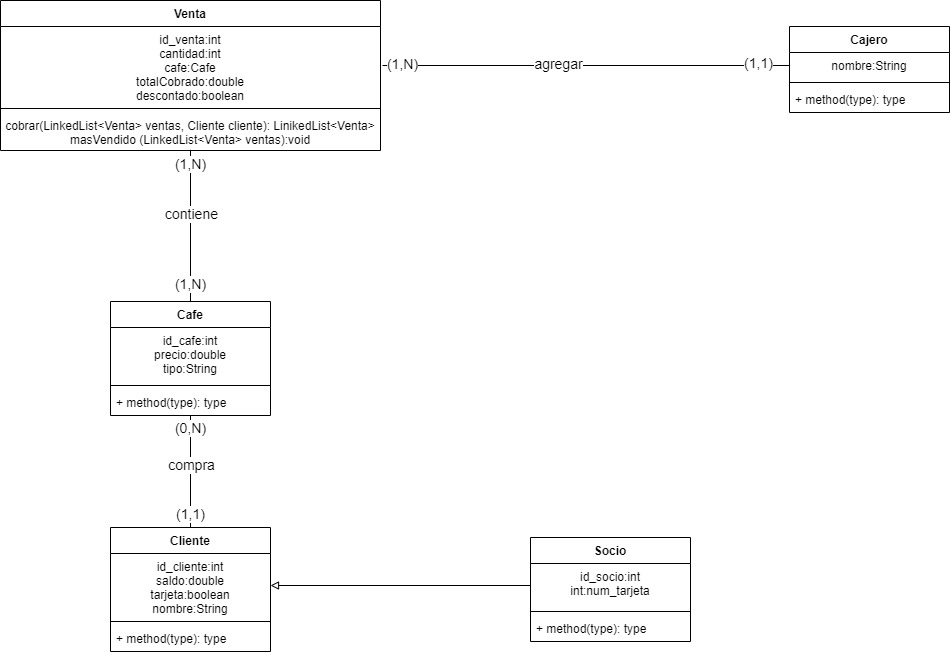 Venta
id_venta:int
cantidad:int
cafe:Cafe
totalCobrado:double
descontado:boolean
cobrar(LinkedList<Venta> ventas, Cliente cliente): LinikedList<Venta>
masVendido (LinkedList<Venta> ventas):void
(1,N)
agregar
(1,1)
Cajero
nombre:String
+ method(type): type
(1,N)
contiene
(1,N)
Cafe
id_cafe:int
precio:double
tipo:String
+ method(type): type
(0,N)
compra
(1,1)
Cliente
id_cliente:int
saldo:double
tarjeta:boolean
nombre:String
+ method(type): type
Socio
id_socio:int
int:num_tarjeta
+ method(type): type